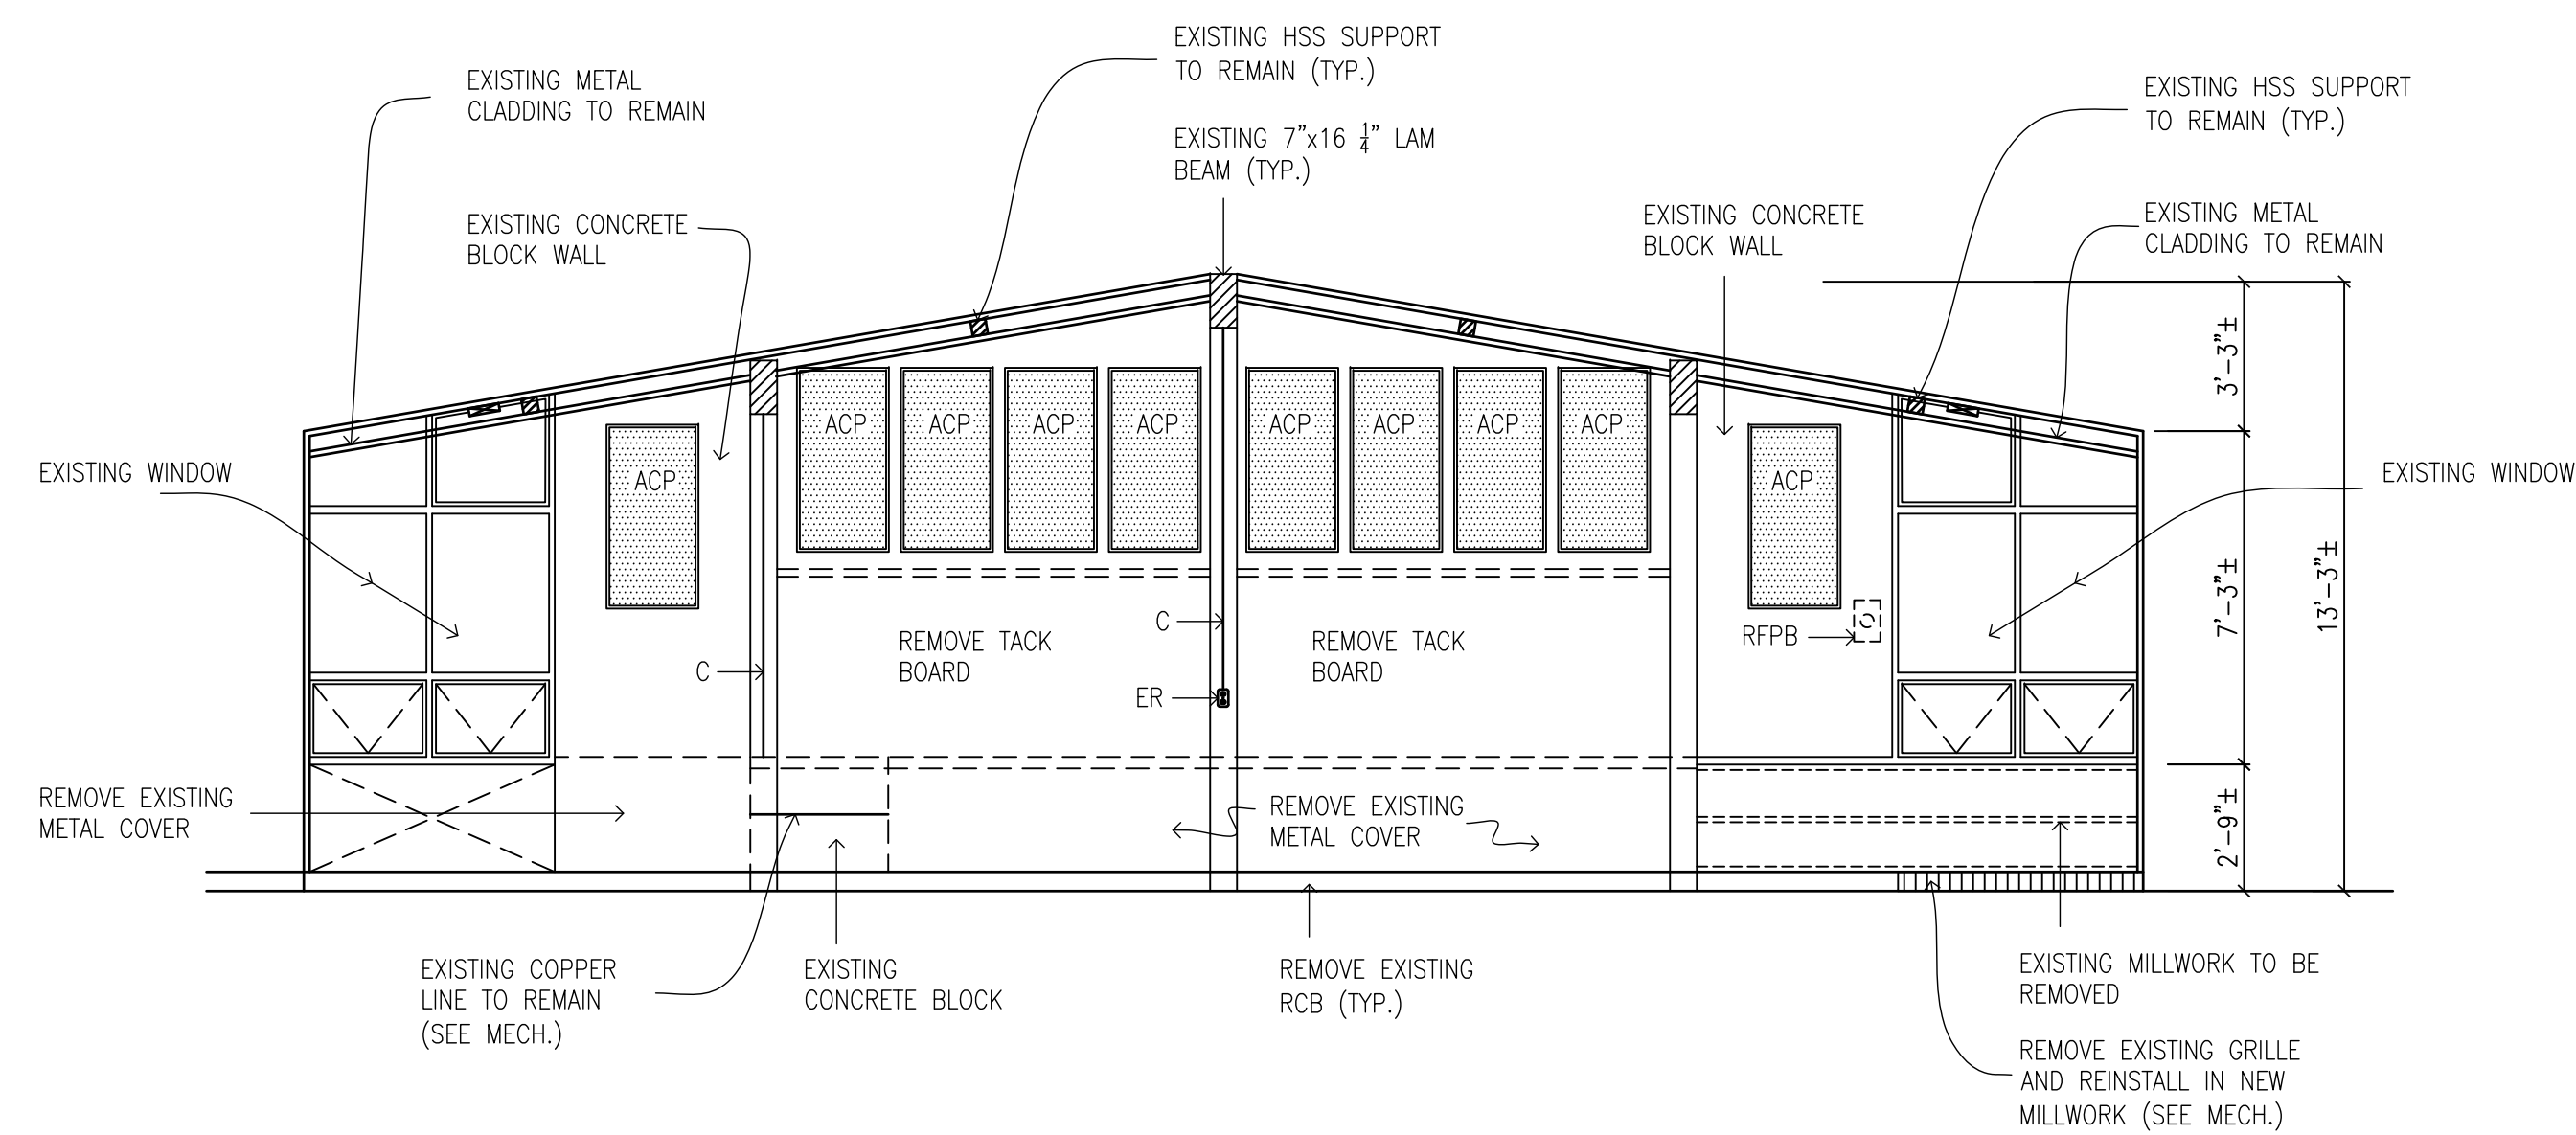 EXISTING HSS SUPPORT
TO REMAIN (TYP.)
EXISTING METAL
CLADDING TO REMAIN
EXISTING HSS SUPPORT
TO REMAIN (TYP.)
EXISTING 7"x16 1/4" LAM
BEAM (TYP.)
EXISTING CONCRETE
BLOCK WALL
EXISTING CONCRETE
BLOCK WALL
EXISTING METAL
CLADDING TO REMAIN
3'-3"±
ACP
ACP
ACP
ACP
ACP
ACP
ACP
ACP
EXISTING WINDOW
ACP
ACP
EXISTING WINDOW
7'-3"±
13'-3"±
C
RFPB
REMOVE TACK
BOARD
REMOVE TACK
BOARD
C
ER
REMOVE EXISTING
METAL COVER
REMOVE EXISTING
METAL COVER
2'-9"±
EXISTING COPPER
LINE TO REMAIN
(SEE MECH.)
EXISTING
CONCRETE BLOCK
REMOVE EXISTING
RCB (TYP.)
EXISTING MILLWORK TO BE
REMOVED
REMOVE EXISTING GRILLE
AND REINSTALL IN NEW
MILLWORK (SEE MECH.)